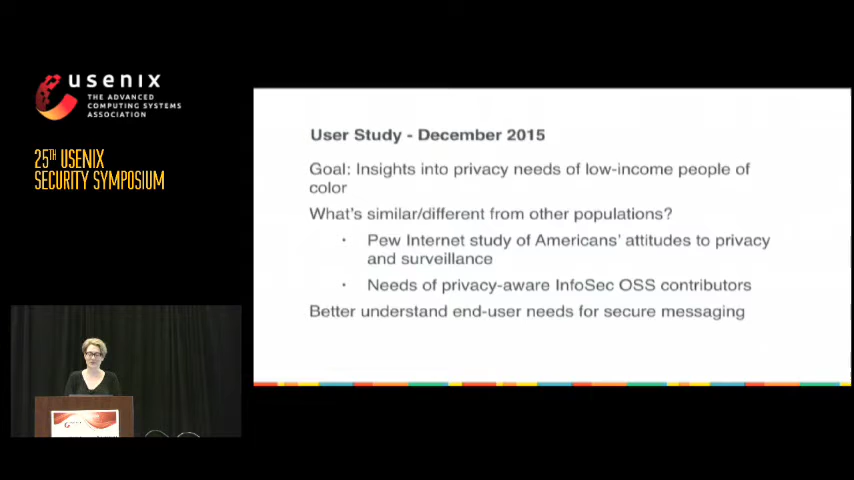 usenix
THE ADVANCED
COMPUTING SYSTEMS
ASSOCIATION
25TH USENIX
SECURITY SYMPOSIUM
User Study - December 2015
Goal: Insights into privacy needs of low-income people of
color
What's similar/different from other populations?
· Pew Internet study of Americans' attitudes to privacy
and surveillance
· Needs of privacy-aware InfoSec OSS contributors
Better understand end-user needs for secure messaging
usenix